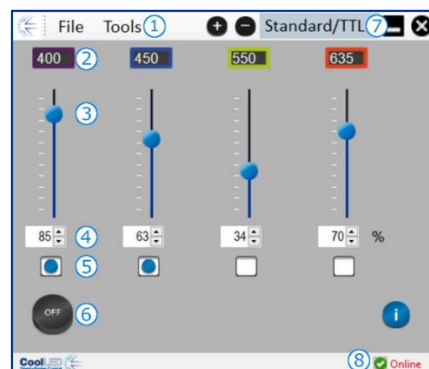 File Tools 1 Standard/TTL 7
400 2 450 550 635
3
85 4 63 34 70 %
5
OFF 6 i
CoolLED 8 Online